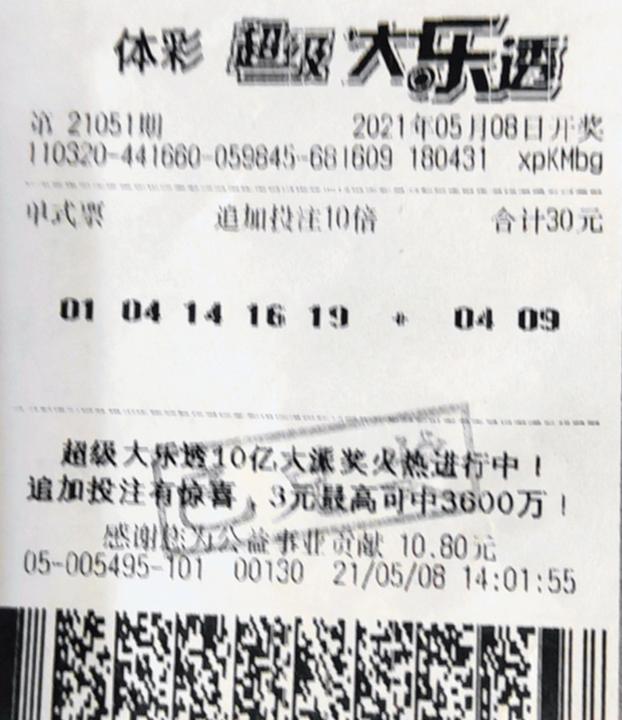 体彩 超级大乐透
第 21051期 2021年05月08日开奖
110320-441660-059845-681609 180431 xpKMbg
单式票 追加投注10倍 合计30元
01 04 14 16 19 + 04 09
超级大乐透10亿大派奖火热进行中！
追加投注有惊喜，3元最高可中3600万！
感谢您为公益事业贡献 10.80元
05-005495-101 00130 21/05/08 14:01:55